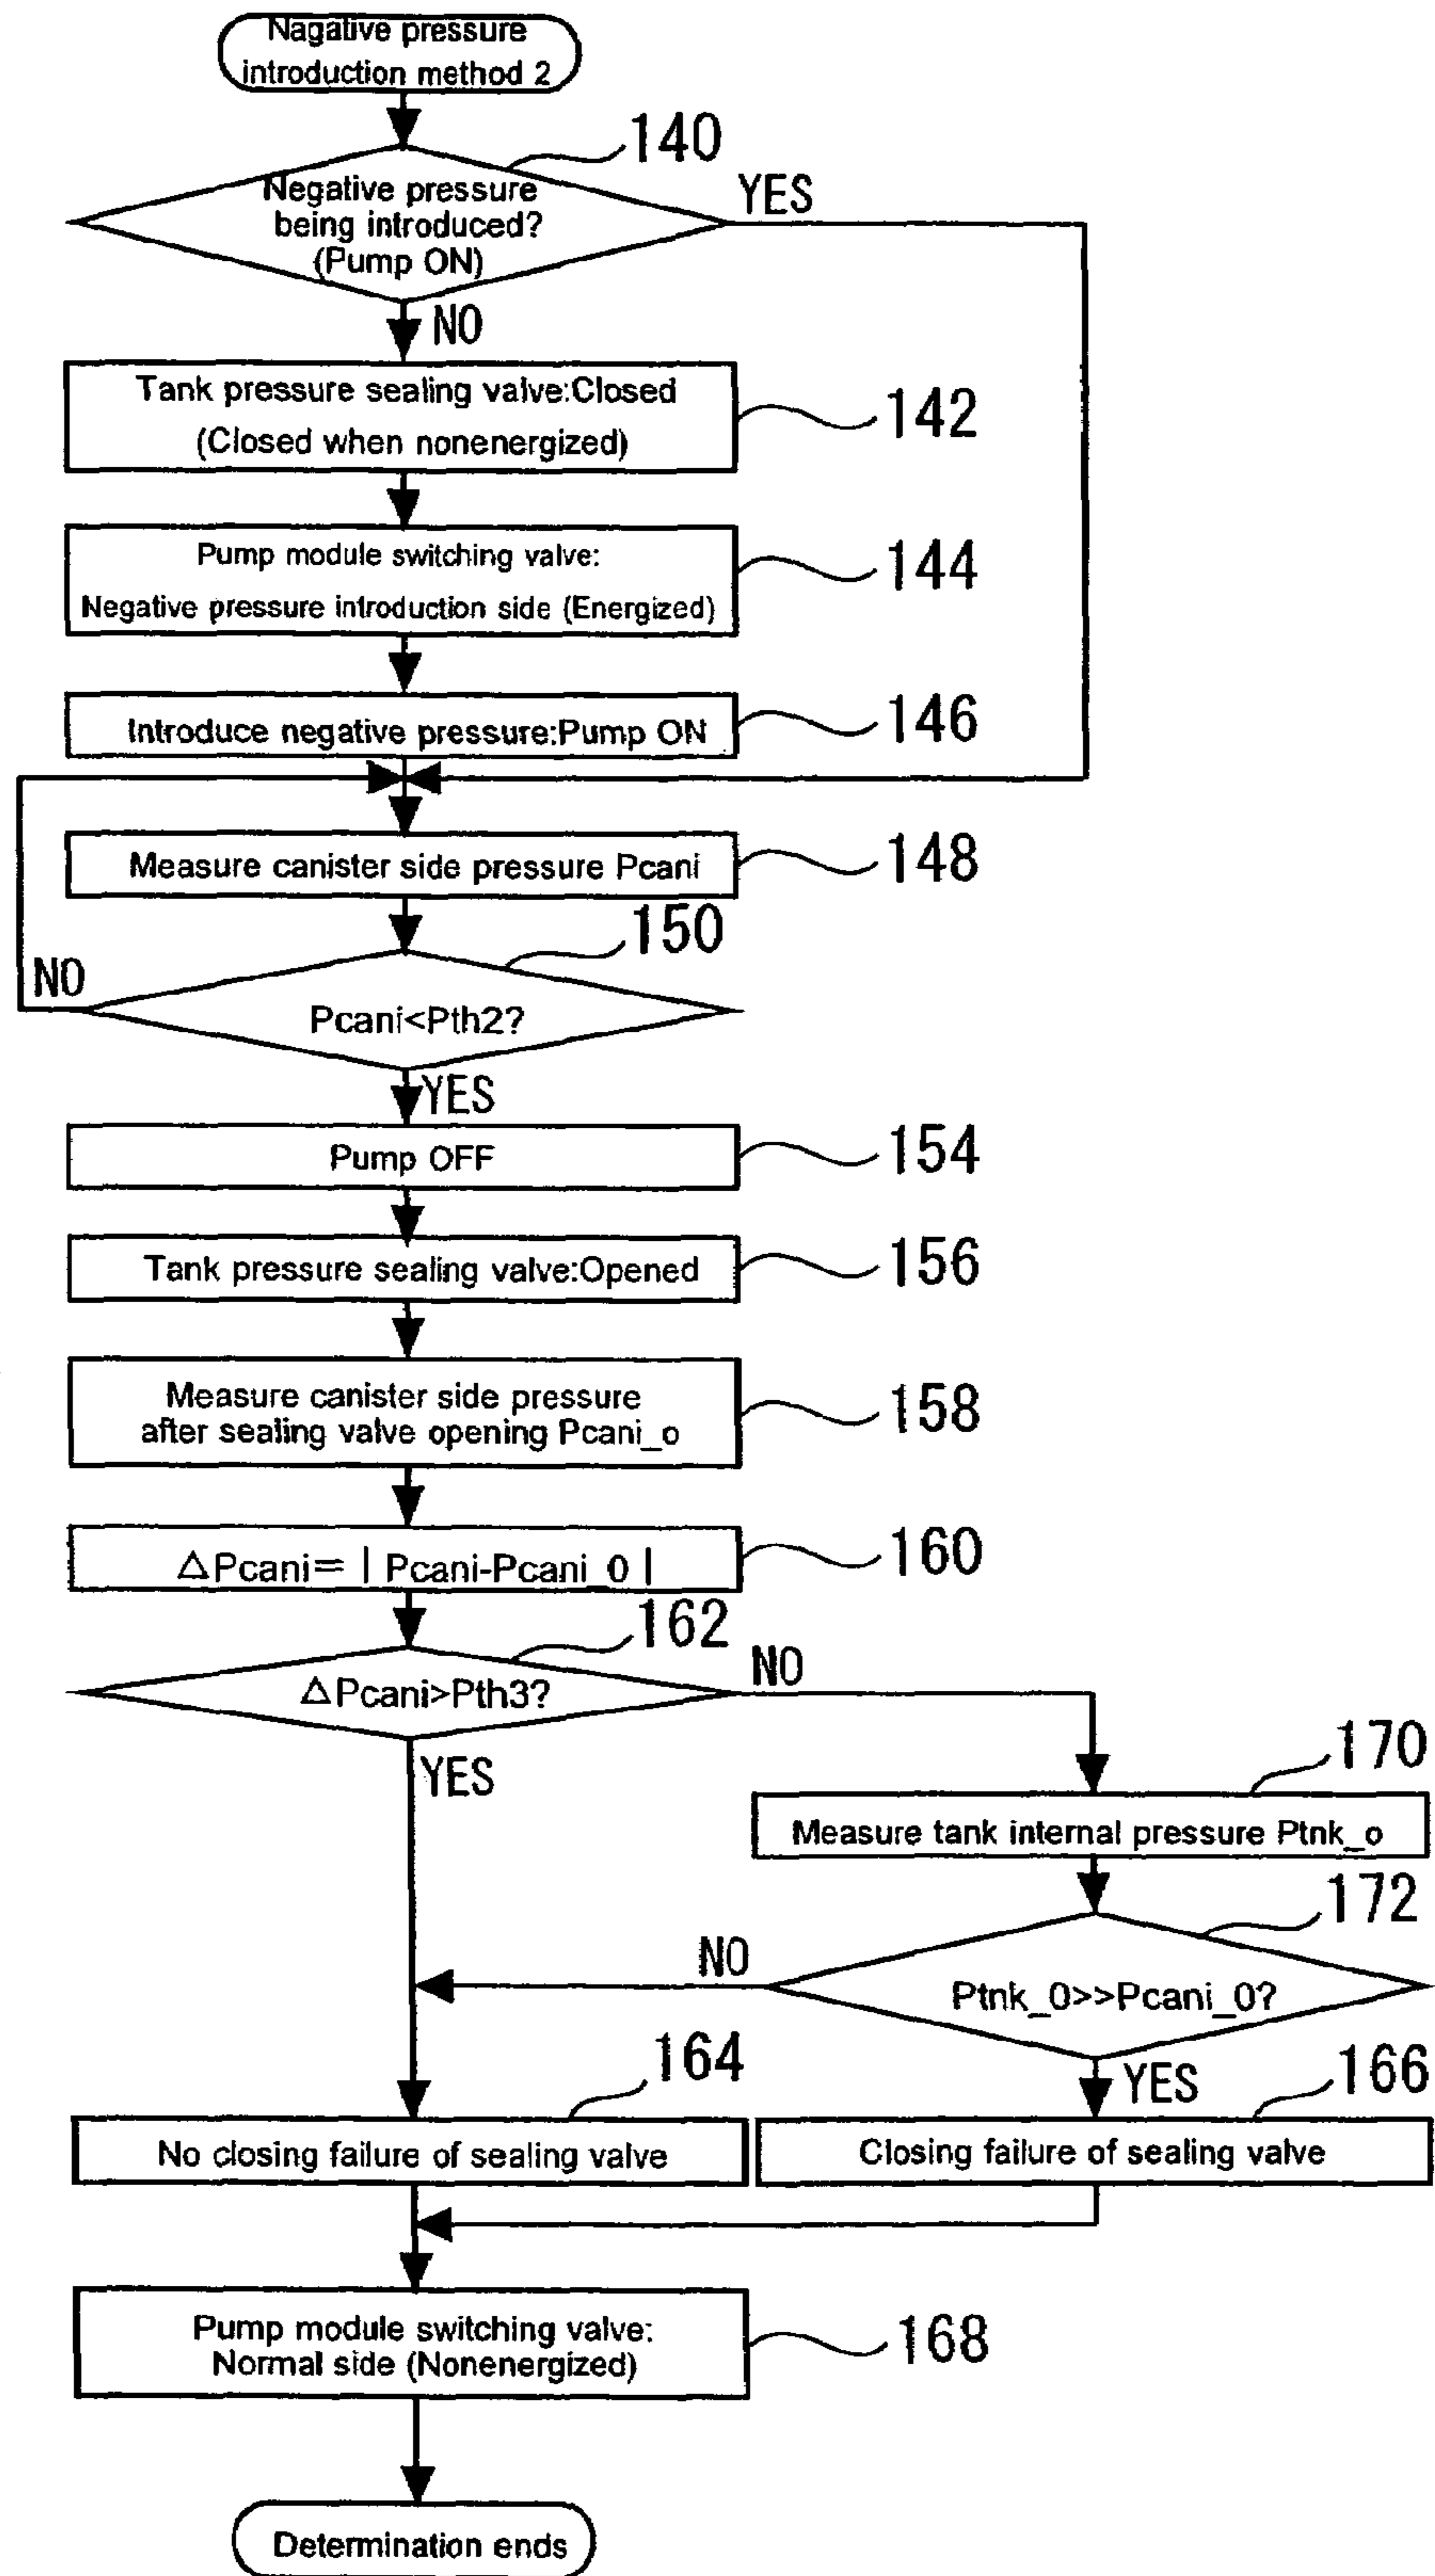 Nagative pressure
introduction method 2
140
Negative pressure
being introduced?
(Pump ON)
YES
NO
Tank pressure sealing valve:Closed
(Closed when nonenergized)
142
Pump module switching valve:
Negative pressure introduction side (Energized)
144
Introduce negative pressure:Pump ON
146
Measure canister side pressure Pcani
148
150
NO
Pcani<Pth2?
YES
Pump OFF
154
Tank pressure sealing valve:Opened
156
Measure canister side pressure
after sealing valve opening Pcani_o
158
△Pcani=｜Pcani-Pcani_0｜
160
162
△Pcani>Pth3?
NO
YES
170
Measure tank internal pressure Ptnk_o
172
NO
Ptnk_0>>Pcani_0?
164
YES
166
No closing failure of sealing valve
Closing failure of sealing valve
Pump module switching valve:
Normal side (Nonenergized)
168
Determination ends